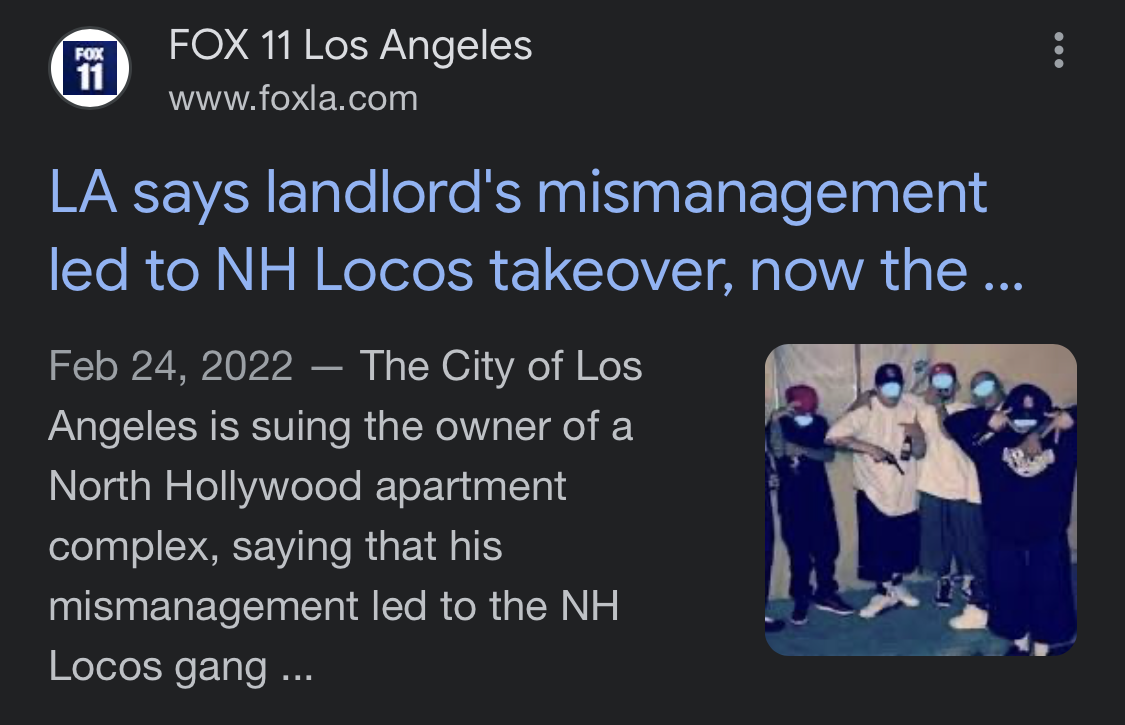 FOX
11
FOX 11 Los Angeles
www.foxla.com
LA says landlord's mismanagement
led to NH Locos takeover, now the ...
Feb 24, 2022 — The City of Los
Angeles is suing the owner of a
North Hollywood apartment
complex, saying that his
mismanagement led to the NH
Locos gang ...